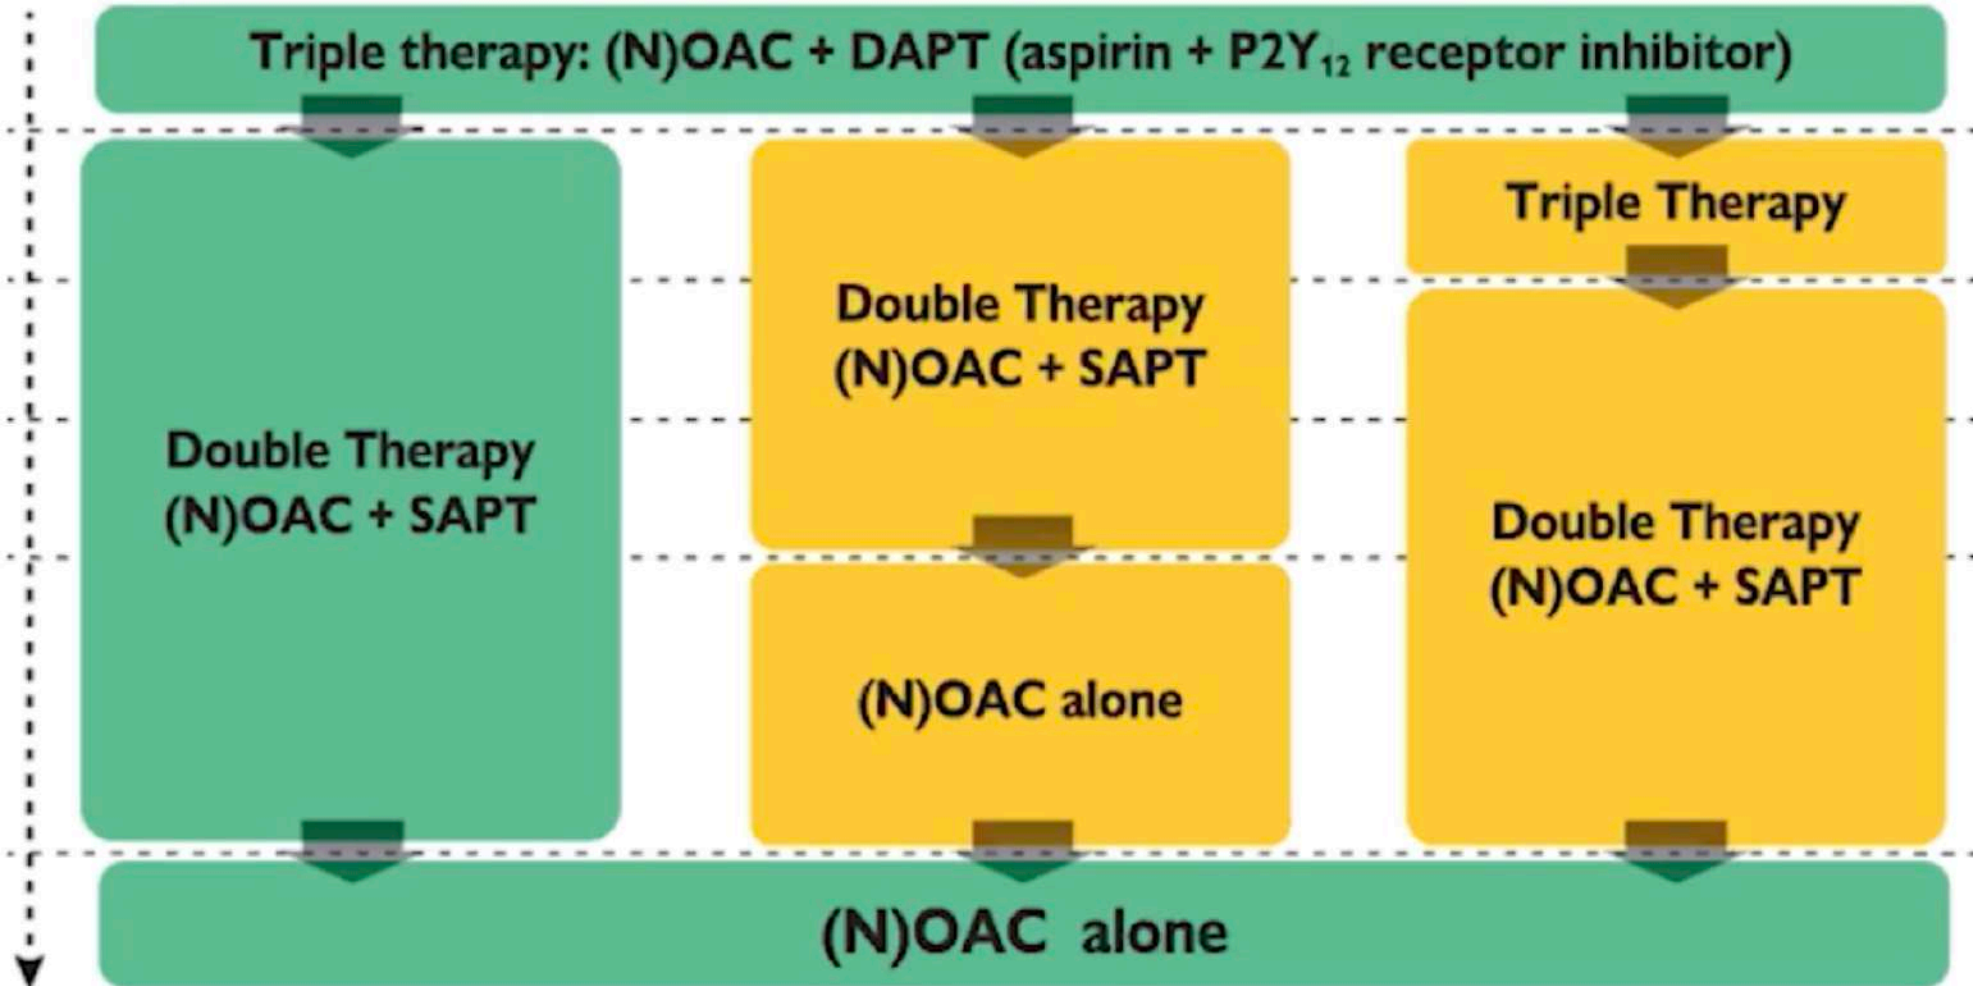 Triple therapy: (N)OAC + DAPT (aspirin + P2Y₁₂ receptor inhibitor)
Double Therapy
(N)OAC + SAPT
Double Therapy
(N)OAC + SAPT
(N)OAC alone
Triple Therapy
Double Therapy
(N)OAC + SAPT
(N)OAC alone